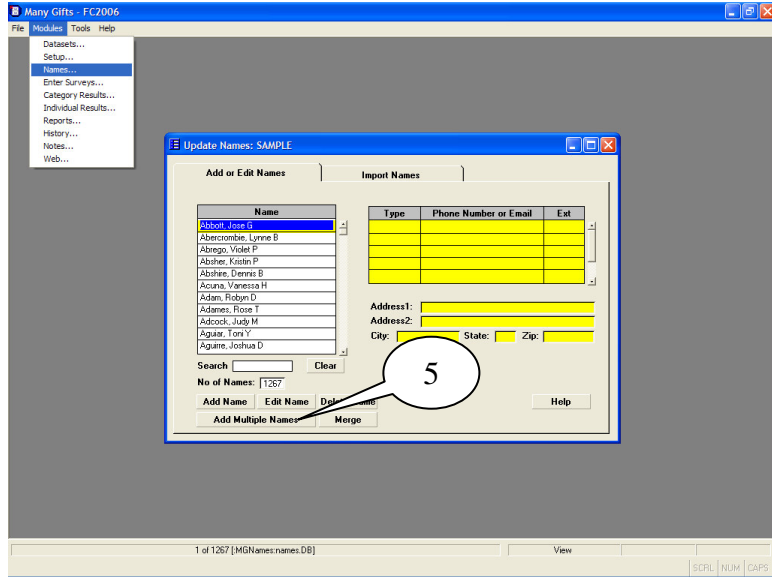 Many Gifts - FC2006
File Modules Tools Help
Datasets...
Setup...
Names...
Enter Surveys...
Category Results...
Individual Results...
Reports...
History...
Notes...
Web...
Update Names: SAMPLE
Add or Edit Names Import Names
Name
Abbott, Jose G
Abercrombie, Lynne B
Abrego, Violet P
Absher, Kristin P
Abshire, Dennis B
Acuna, Vanessa H
Adam, Robyn D
Adames, Rose T
Adcock, Judy M
Aguiar, Toni Y
Aguirre, Joshua D
Type Phone Number or Email Ext
Address1:
Address2:
City: State: Zip:
Search Clear
No of Names: 1267
5
Add Name Edit Name Help
Add Multiple Names Merge
1 of 1267 [:MGNames:names.DB] View
SCRL NUM CAPS